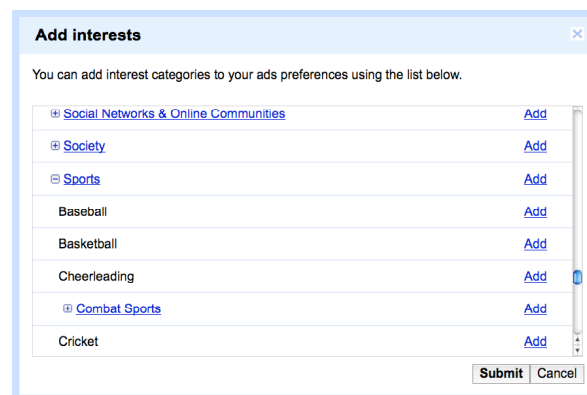 Add interests
You can add interest categories to your ads preferences using the list below.
Social Networks & Online Communities Add
Society Add
Sports Add
Baseball Add
Basketball Add
Cheerleading Add
Combat Sports Add
Cricket Add
Submit Cancel